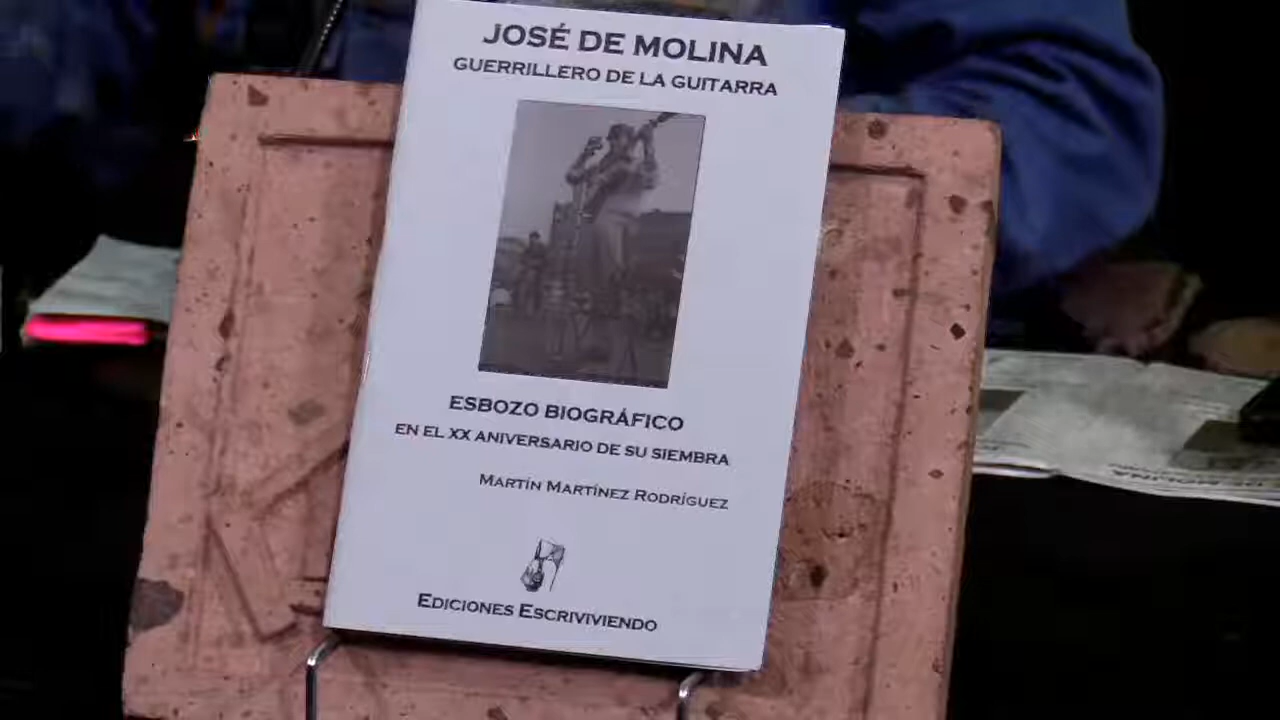 JOSÉ DE MOLINA
GUERRILLERO DE LA GUITARRA
ESBOZO BIOGRÁFICO
EN EL XX ANIVERSARIO DE SU SIEMBRA
MARTÍN MARTÍNEZ RODRÍGUEZ
EDICIONES ESCRIVIVIENDO